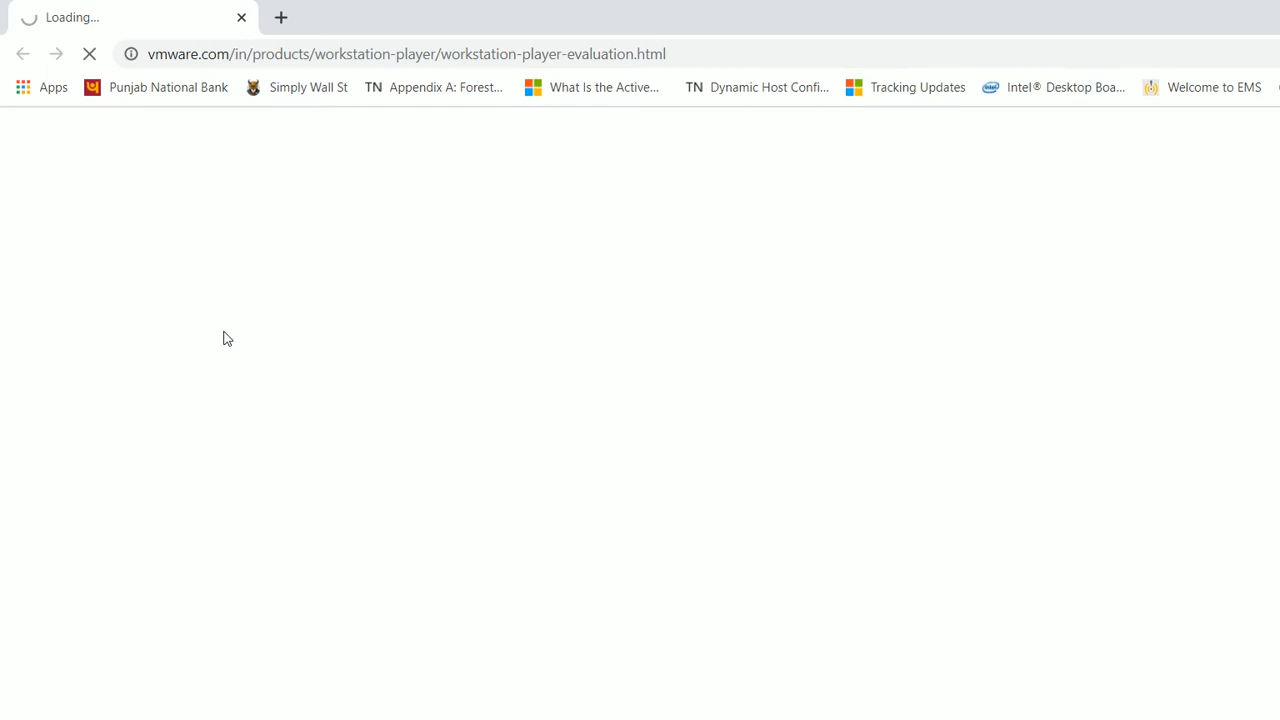 Loading...
vmware.com/in/products/workstation-player/workstation-player-evaluation.html
Apps Punjab National Bank Simply Wall St TN Appendix A: Forest... What Is the Active... TN Dynamic Host Confi... Tracking Updates intel Intel® Desktop Boa... Welcome to EMS